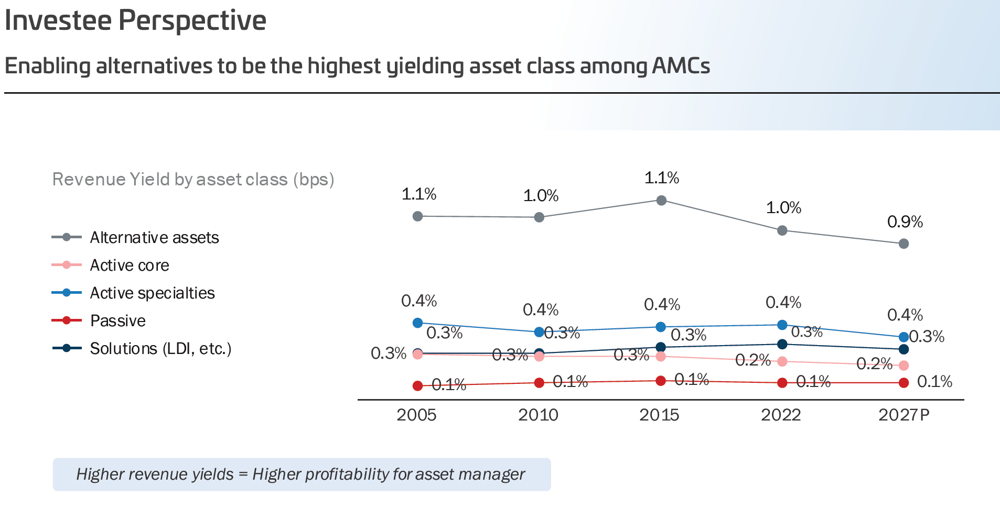 Investee Perspective
Enabling alternatives to be the highest yielding asset class among AMCs
Revenue Yield by asset class (bps)
Alternative assets
Active core
Active specialties
Passive
Solutions (LDI, etc.)
1.1% 1.0% 1.1% 1.0% 0.9%
0.4% 0.4% 0.4% 0.4% 0.4%
0.3% 0.3% 0.3% 0.3% 0.3%
0.3% 0.3% 0.3% 0.2% 0.2%
0.1% 0.1% 0.1% 0.1% 0.1%
2005 2010 2015 2022 2027P
Higher revenue yields = Higher profitability for asset manager